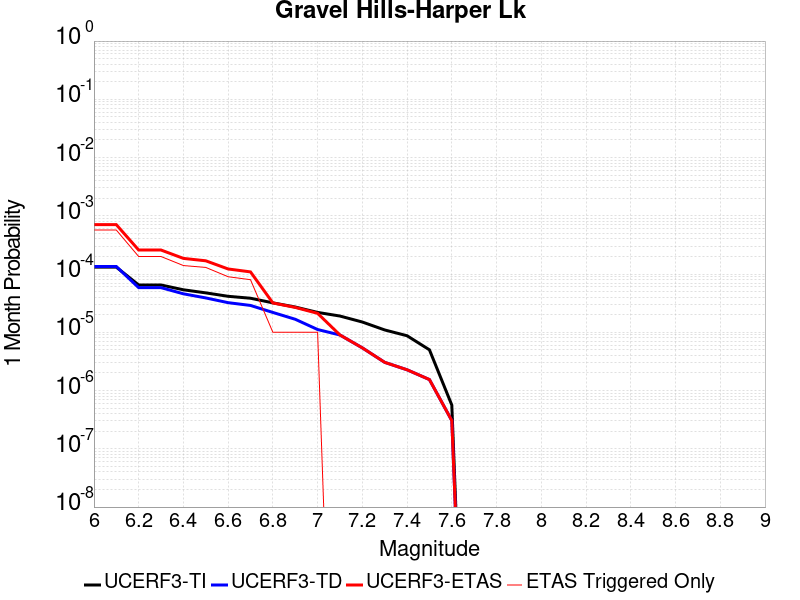 Gravel Hills-Harper Lk
10^0
10^-1
10^-2
10^-3
10^-4
10^-5
10^-6
10^-7
10^-8
1 Month Probability
6 6.2 6.4 6.6 6.8 7 7.2 7.4 7.6 7.8 8 8.2 8.4 8.6 8.8 9
Magnitude
UCERF3-TI UCERF3-TD UCERF3-ETAS ETAS Triggered Only